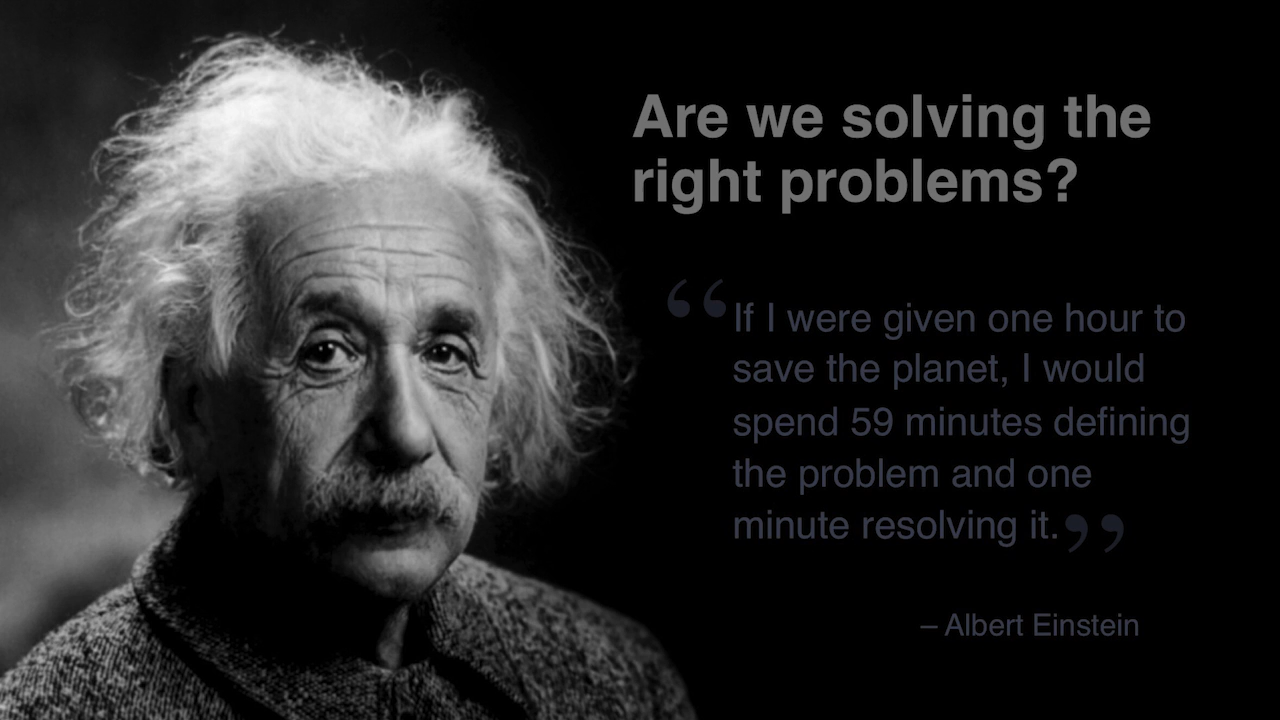 Are we solving the
right problems?
“If I were given one hour to
save the planet, I would
spend 59 minutes defining
the problem and one
minute resolving it.”
– Albert Einstein